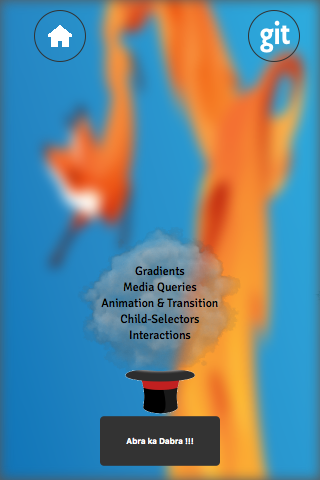 git
Gradients
Media Queries
Animation & Transition
Child-Selectors
Interactions
Abra ka Dabra !!!